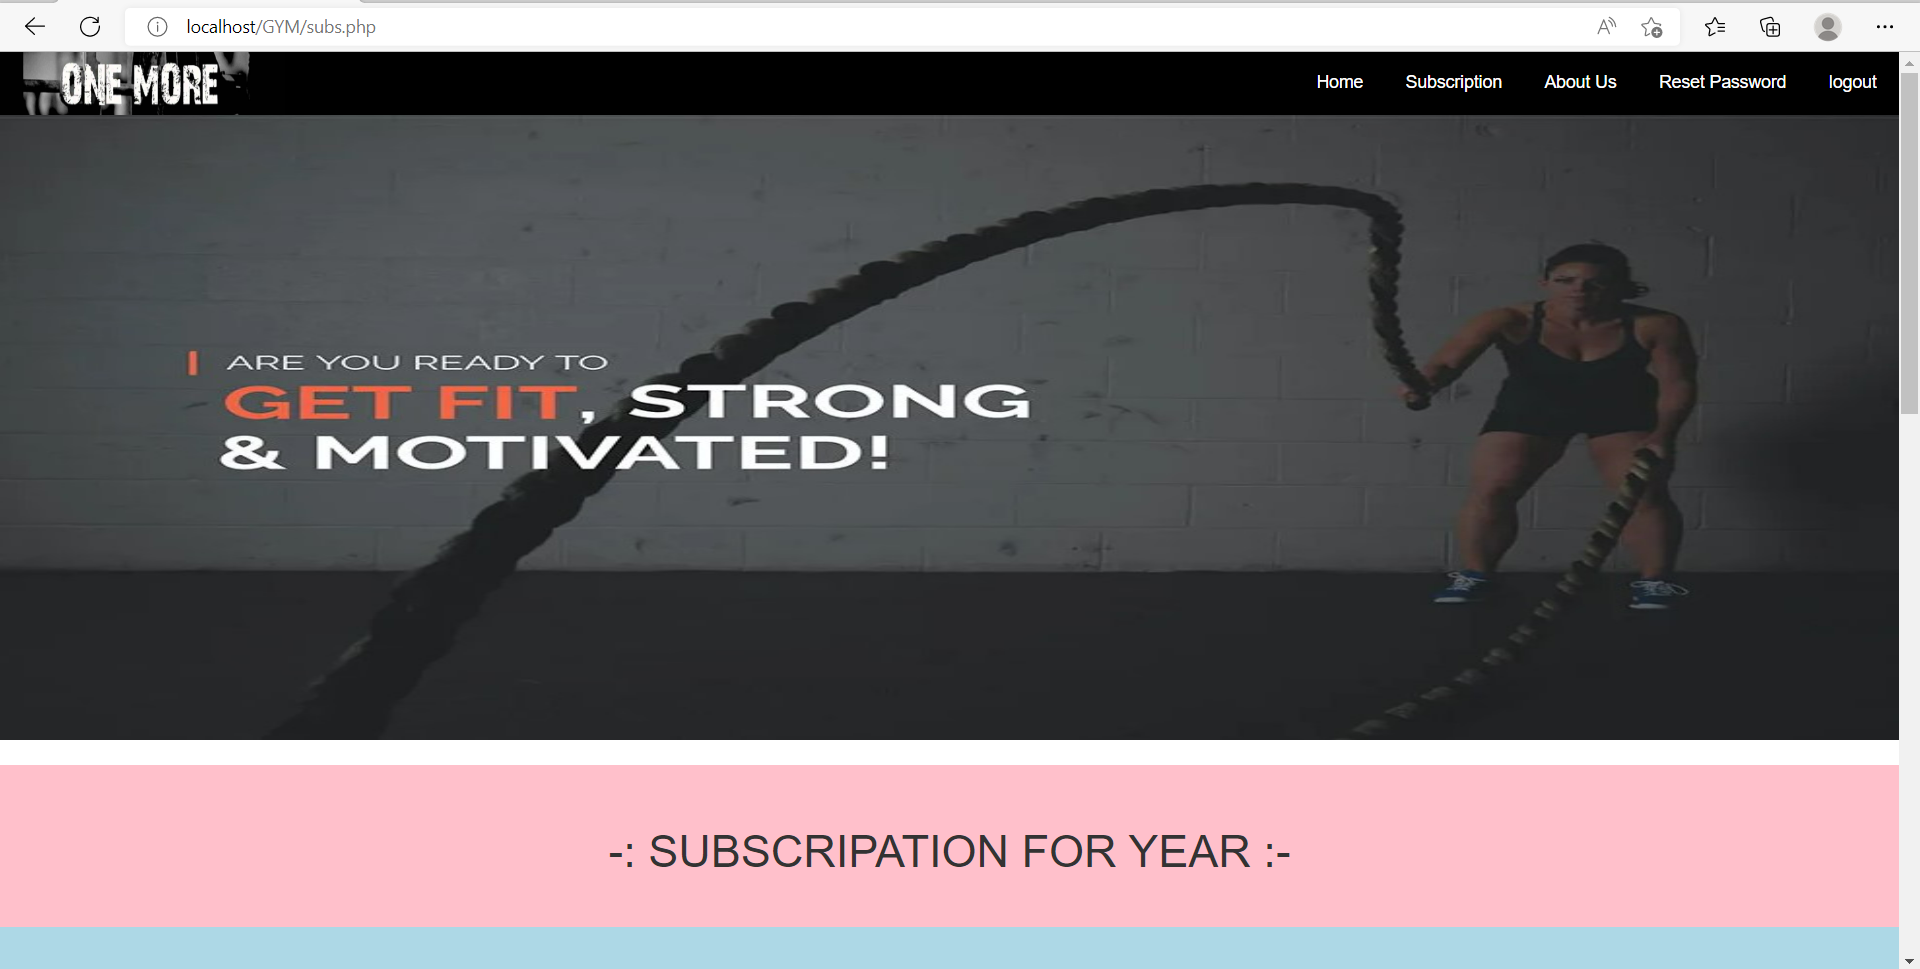 localhost/GYM/subs.php
ONE MORE
Home Subscription About Us Reset Password logout
ARE YOU READY TO
GET FIT, STRONG
& MOTIVATED!
-: SUBSCRIPATION FOR YEAR :-